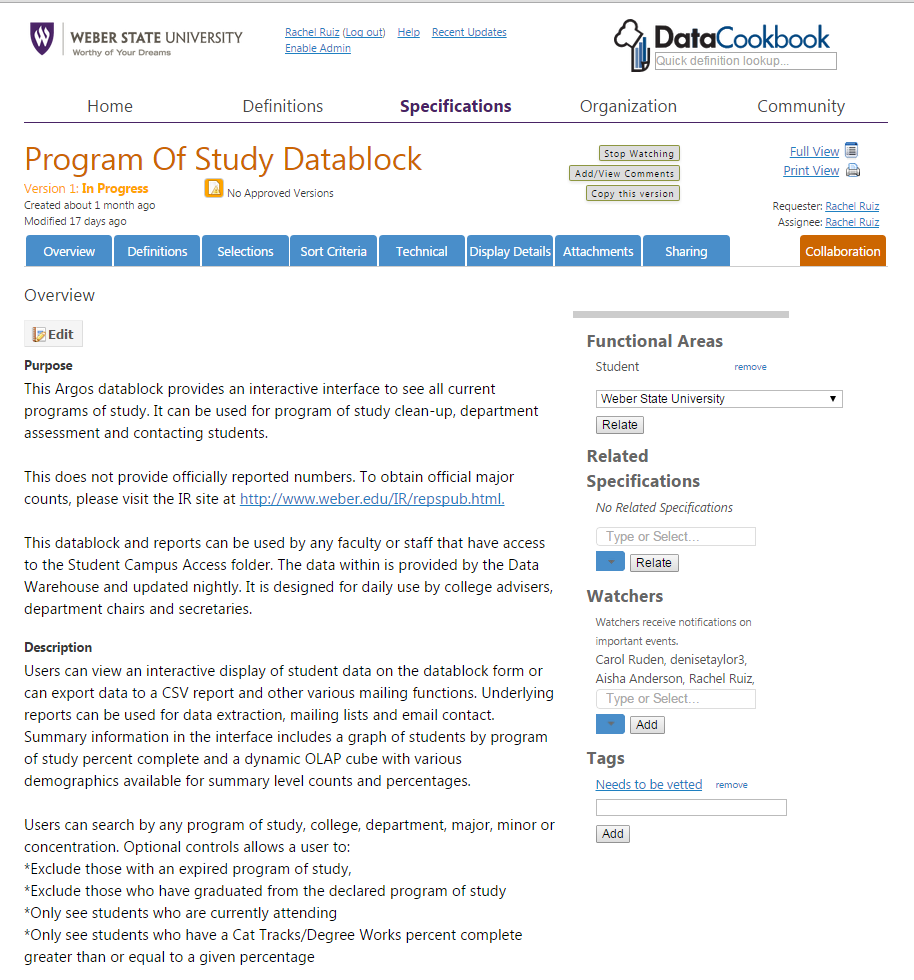 WEBER STATE UNIVERSITY
Worthy of Your Dreams
Rachel Ruiz (Log out) Help Recent Updates
Enable Admin
DataCookbook
Quick definition lookup...
Home Definitions Specifications Organization Community
Program Of Study Datablock
Version 1: In Progress
Created about 1 month ago
Modified 17 days ago
No Approved Versions
Stop Watching
Add/View Comments
Copy this version
Full View
Print View
Requester: Rachel Ruiz
Assignee: Rachel Ruiz
Overview Definitions Selections Sort Criteria Technical Display Details Attachments Sharing Collaboration
Overview
Edit
Purpose
This Argos datablock provides an interactive interface to see all current
programs of study. It can be used for program of study clean-up, department
assessment and contacting students.
This does not provide officially reported numbers. To obtain official major
counts, please visit the IR site at http://www.weber.edu/IR/repspub.html.
This datablock and reports can be used by any faculty or staff that have access
to the Student Campus Access folder. The data within is provided by the Data
Warehouse and updated nightly. It is designed for daily use by college advisers,
department chairs and secretaries.
Description
Users can view an interactive display of student data on the datablock form or
can export data to a CSV report and other various mailing functions. Underlying
reports can be used for data extraction, mailing lists and email contact.
Summary information in the interface includes a graph of students by program
of study percent complete and a dynamic OLAP cube with various
demographics available for summary level counts and percentages.
Users can search by any program of study, college, department, major, minor or
concentration. Optional controls allows a user to:
*Exclude those with an expired program of study,
*Exclude those who have graduated from the declared program of study
*Only see students who are currently attending
*Only see students who have a Cat Tracks/Degree Works percent complete
greater than or equal to a given percentage
Functional Areas
Student remove
Weber State University
Relate
Related
Specifications
No Related Specifications
Type or Select...
Relate
Watchers
Watchers receive notifications on
important events.
Carol Ruden, denisetaylor3,
Aisha Anderson, Rachel Ruiz,
Type or Select...
Add
Tags
Needs to be vetted remove
Add